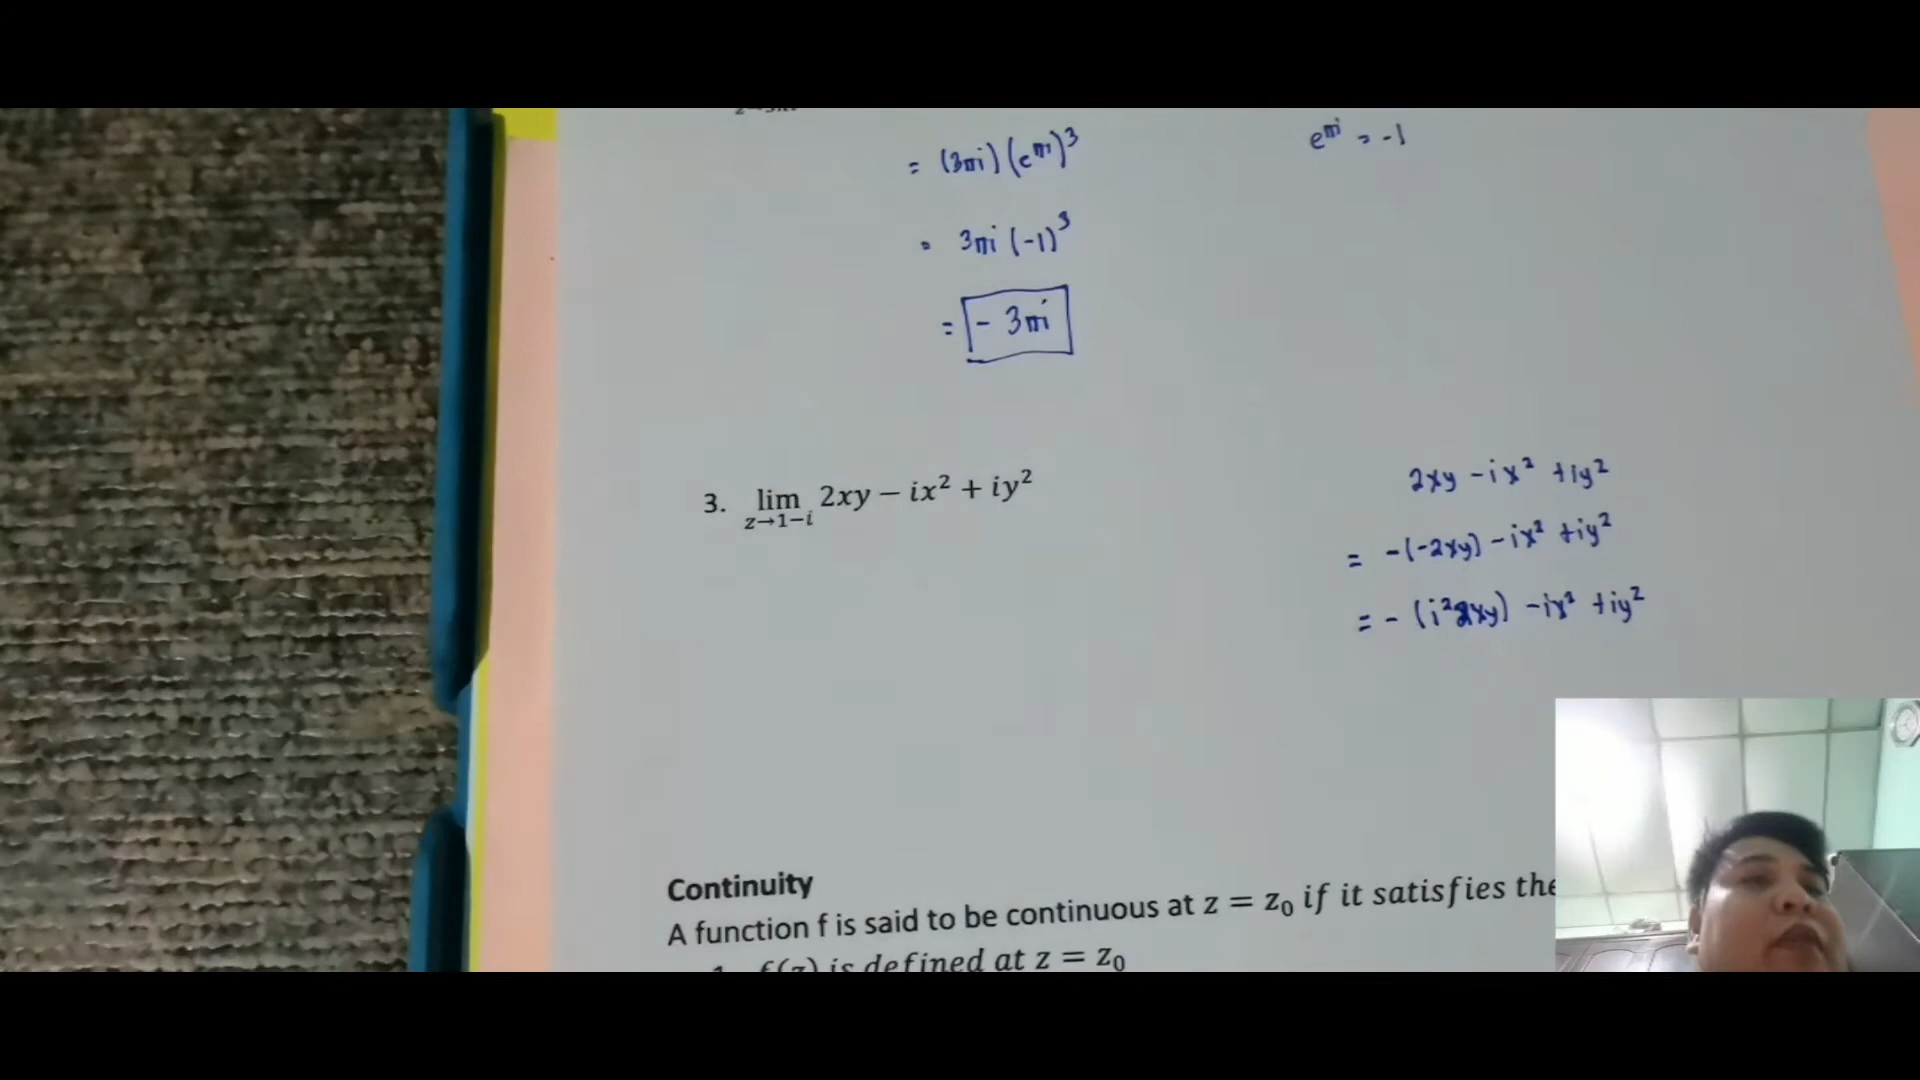 = (3πi) (e^πi)^3
e^πi = -1
= 3πi (-1)^3
= - 3πi
3. lim z→1−i 2xy − ix² + iy²
2xy - ix² + iy²
= -(-2xy) - ix² + iy²
= - (i²2xy) - ix² + iy²
Continuity
A function f is said to be continuous at z = z₀ if it satisfies the
1. f(z) is defined at z = z₀